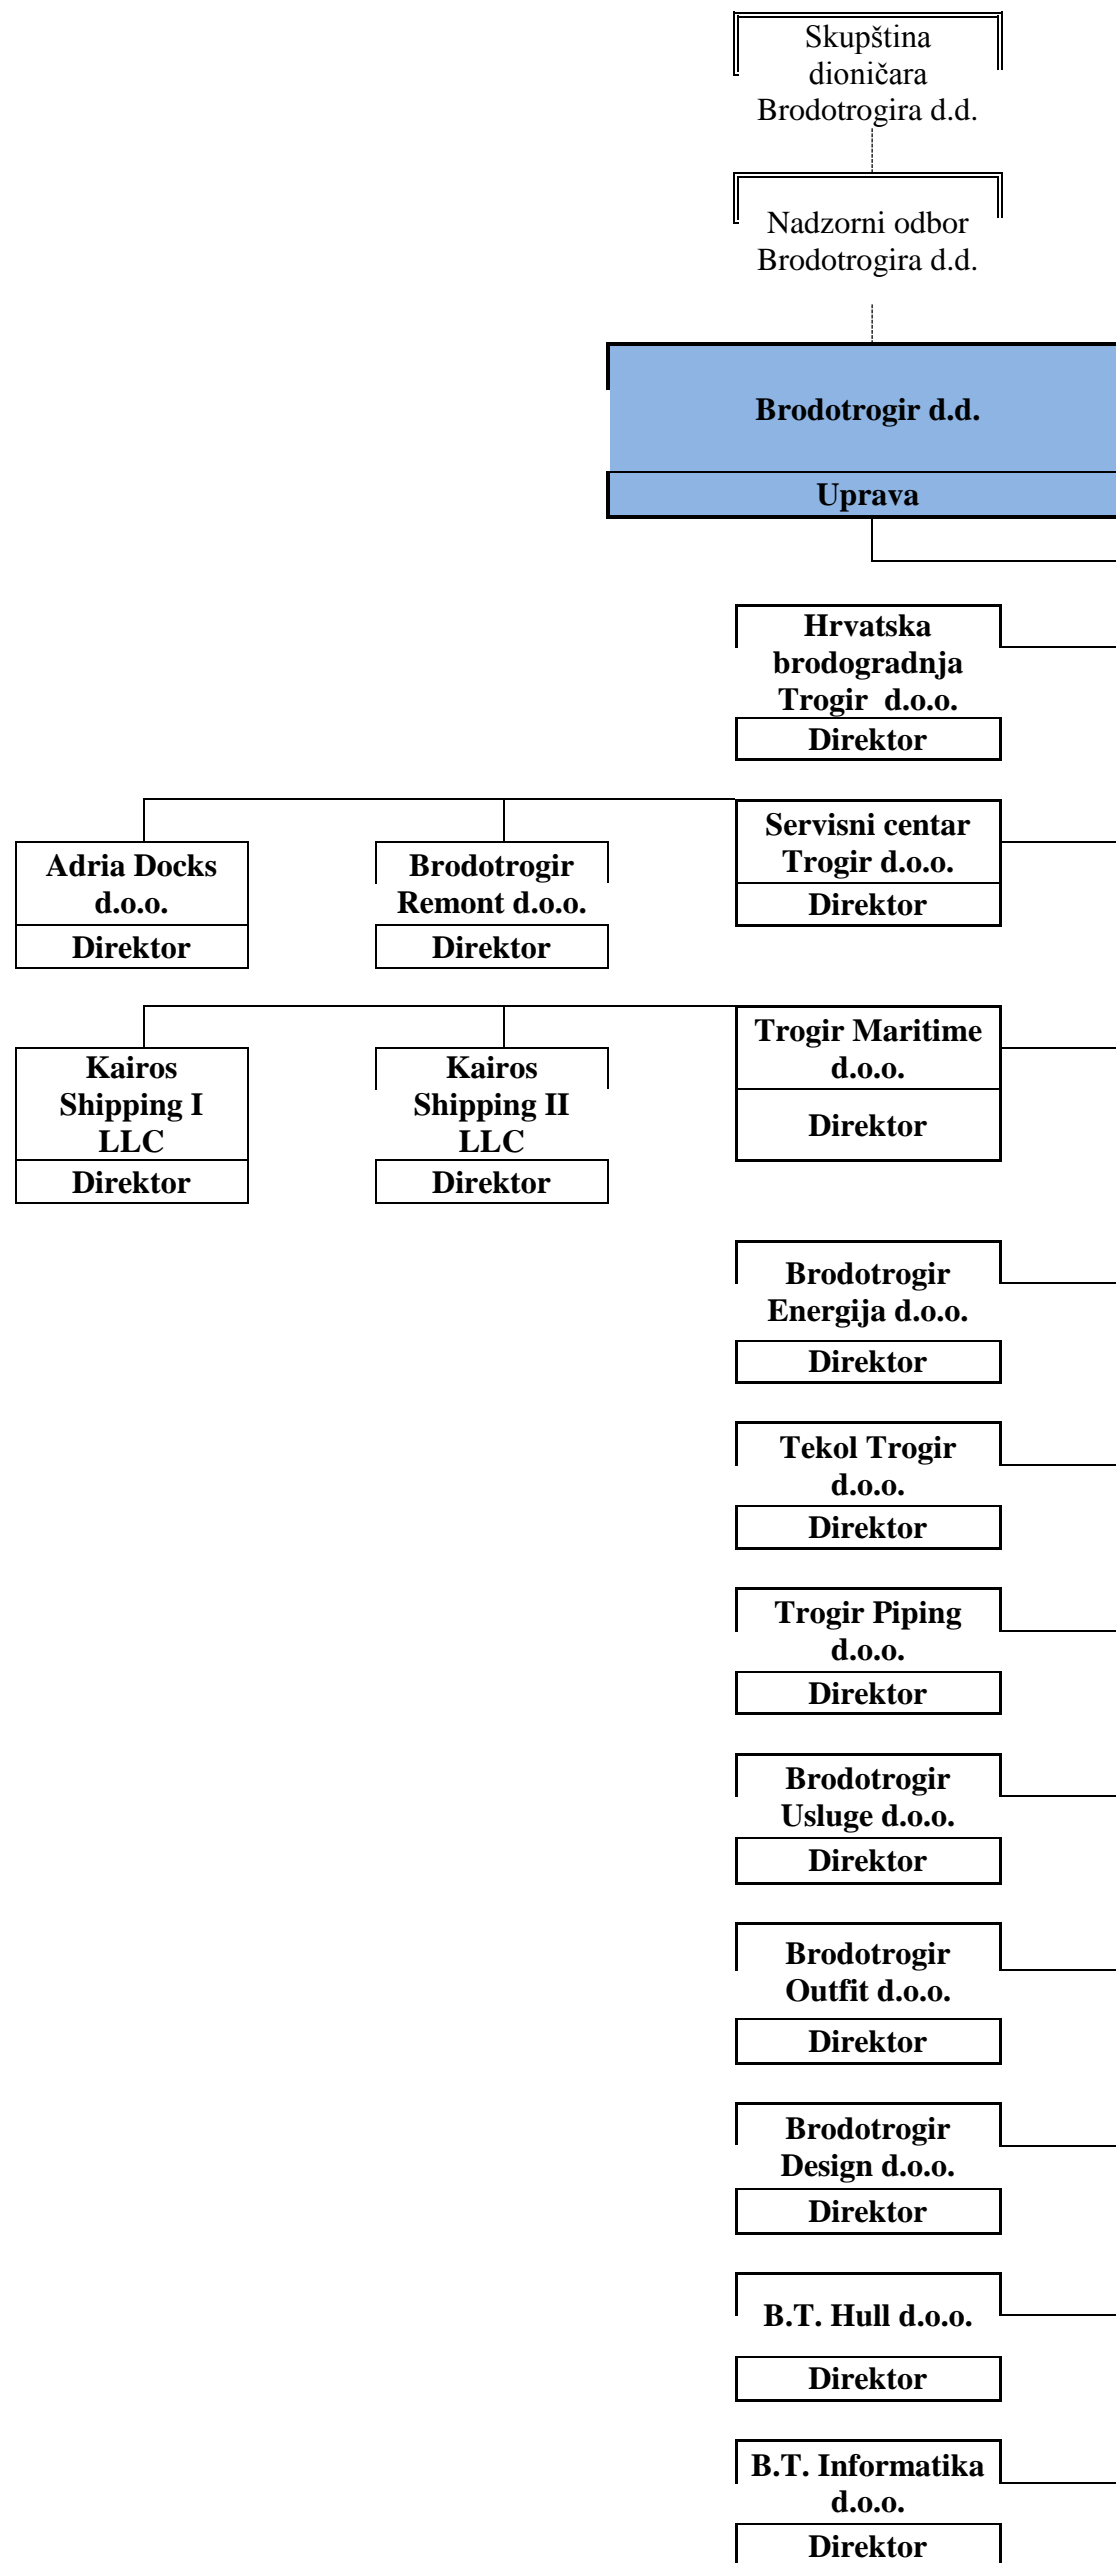 Skupština
dioničara
Brodotrogira d.d.
Nadzorni odbor
Brodotrogira d.d.
Brodotrogir d.d.
Uprava
Hrvatska
brodogradnja
Trogir d.o.o.
Direktor
Adria Docks
d.o.o.
Direktor
Brodotrogir
Remont d.o.o.
Direktor
Servisni centar
Trogir d.o.o.
Direktor
Kairos
Shipping I
LLC
Direktor
Kairos
Shipping II
LLC
Direktor
Trogir Maritime
d.o.o.
Direktor
Brodotrogir
Energija d.o.o.
Direktor
Tekol Trogir
d.o.o.
Direktor
Trogir Piping
d.o.o.
Direktor
Brodotrogir
Usluge d.o.o.
Direktor
Brodotrogir
Outfit d.o.o.
Direktor
Brodotrogir
Design d.o.o.
Direktor
B.T. Hull d.o.o.
Direktor
B.T. Informatika
d.o.o.
Direktor